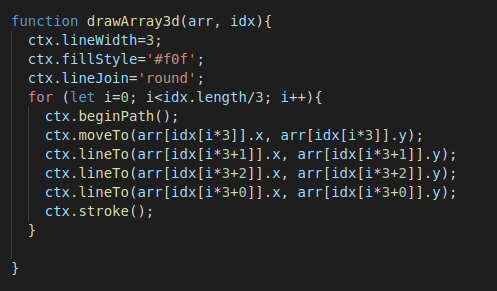 function drawArray3d(arr, idx){
  ctx.lineWidth=3;
  ctx.fillStyle='#f0f';
  ctx.lineJoin='round';
  for (let i=0; i<idx.length/3; i++){
    ctx.beginPath();
    ctx.moveTo(arr[idx[i*3]].x, arr[idx[i*3]].y);
    ctx.lineTo(arr[idx[i*3+1]].x, arr[idx[i*3+1]].y);
    ctx.lineTo(arr[idx[i*3+2]].x, arr[idx[i*3+2]].y);
    ctx.lineTo(arr[idx[i*3+0]].x, arr[idx[i*3+0]].y);
    ctx.stroke();
  }

}